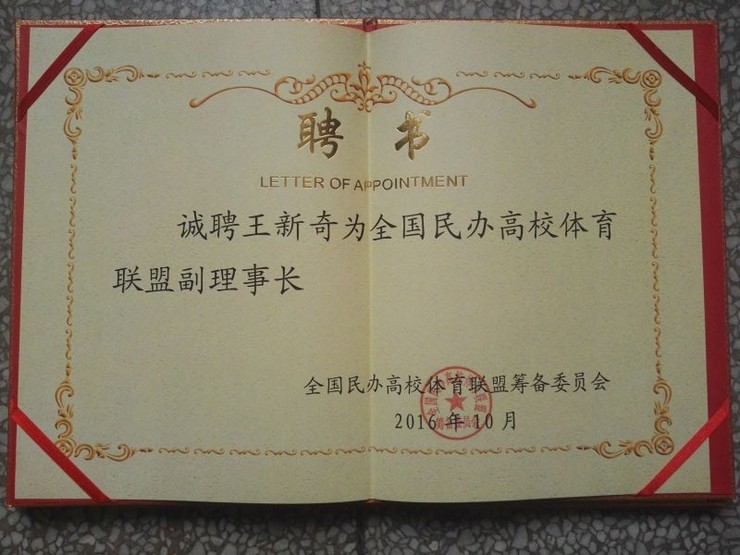 聘书
LETTER OF APPOINTMENT
诚聘王新奇为全国民办高校体育
联盟副理事长
全国民办高校体育联盟筹备委员会
2016年10月